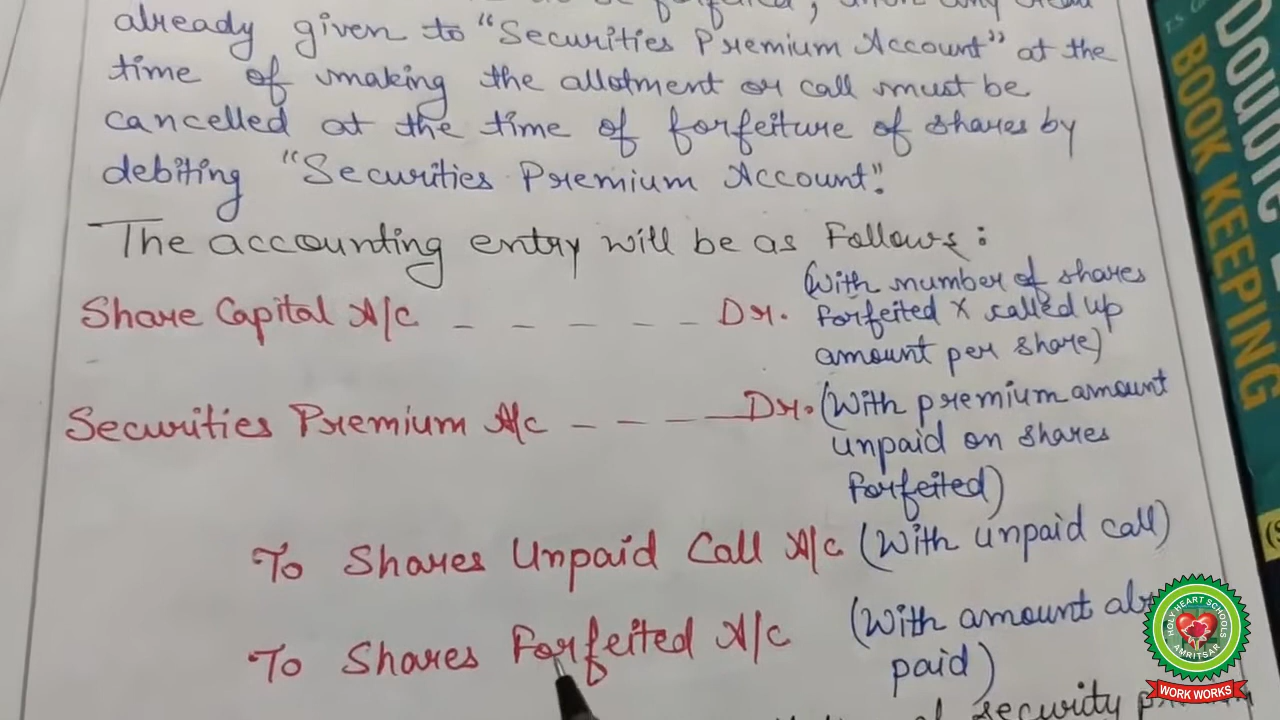 already given to "Securities Premium Account" at the
time of making the allotment or call must be
cancelled at the time of forfeiture of shares by
debiting "Securities Premium Account".
The accounting entry will be as Follows:
Share Capital A/c - - - - - Dr. (With number of shares
forfeited x called up
amount per share)
Securities Premium A/c - - - - Dr. (With premium amount
unpaid on shares
forfeited)
To Shares Unpaid Call A/c (With unpaid call)
To Shares Forfeited A/c (With amount
paid)
security
BOOK KEEPING
HOLY HEART SCHOOLS
AMRITSAR
WORK WORKS